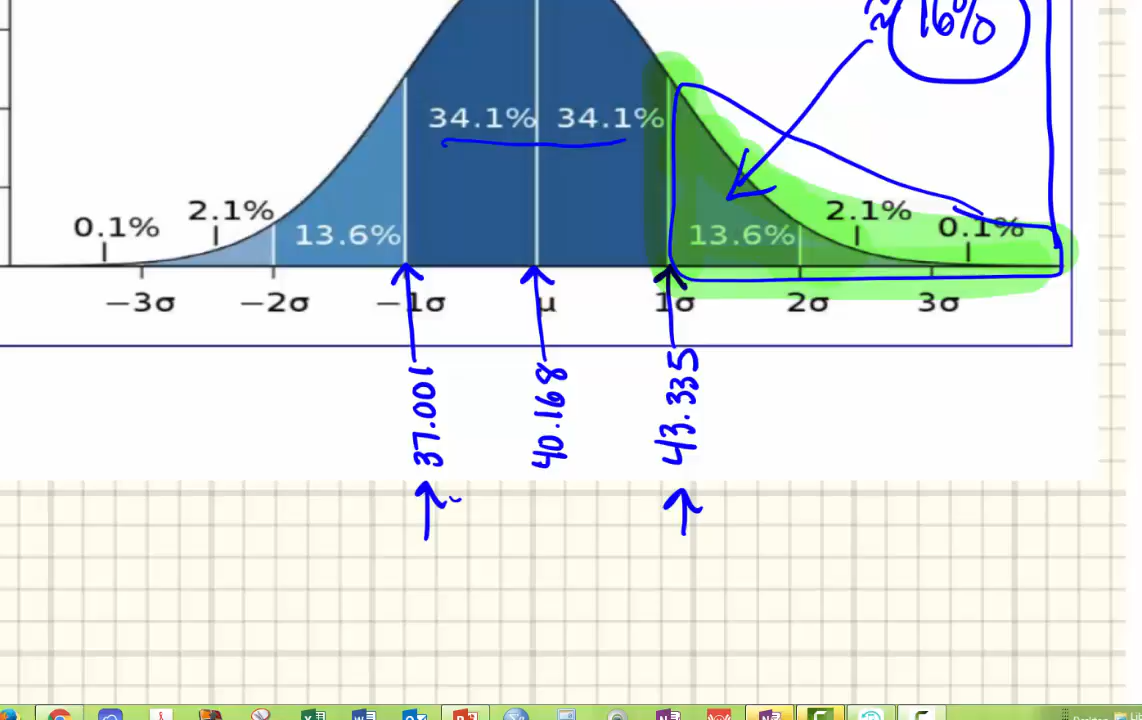 ≈ 16%
34.1% 34.1%
0.1% 2.1% 13.6% 13.6% 2.1% 0.1%
−3σ −2σ −1σ μ 1σ 2σ 3σ
37.001 40.168 43.335